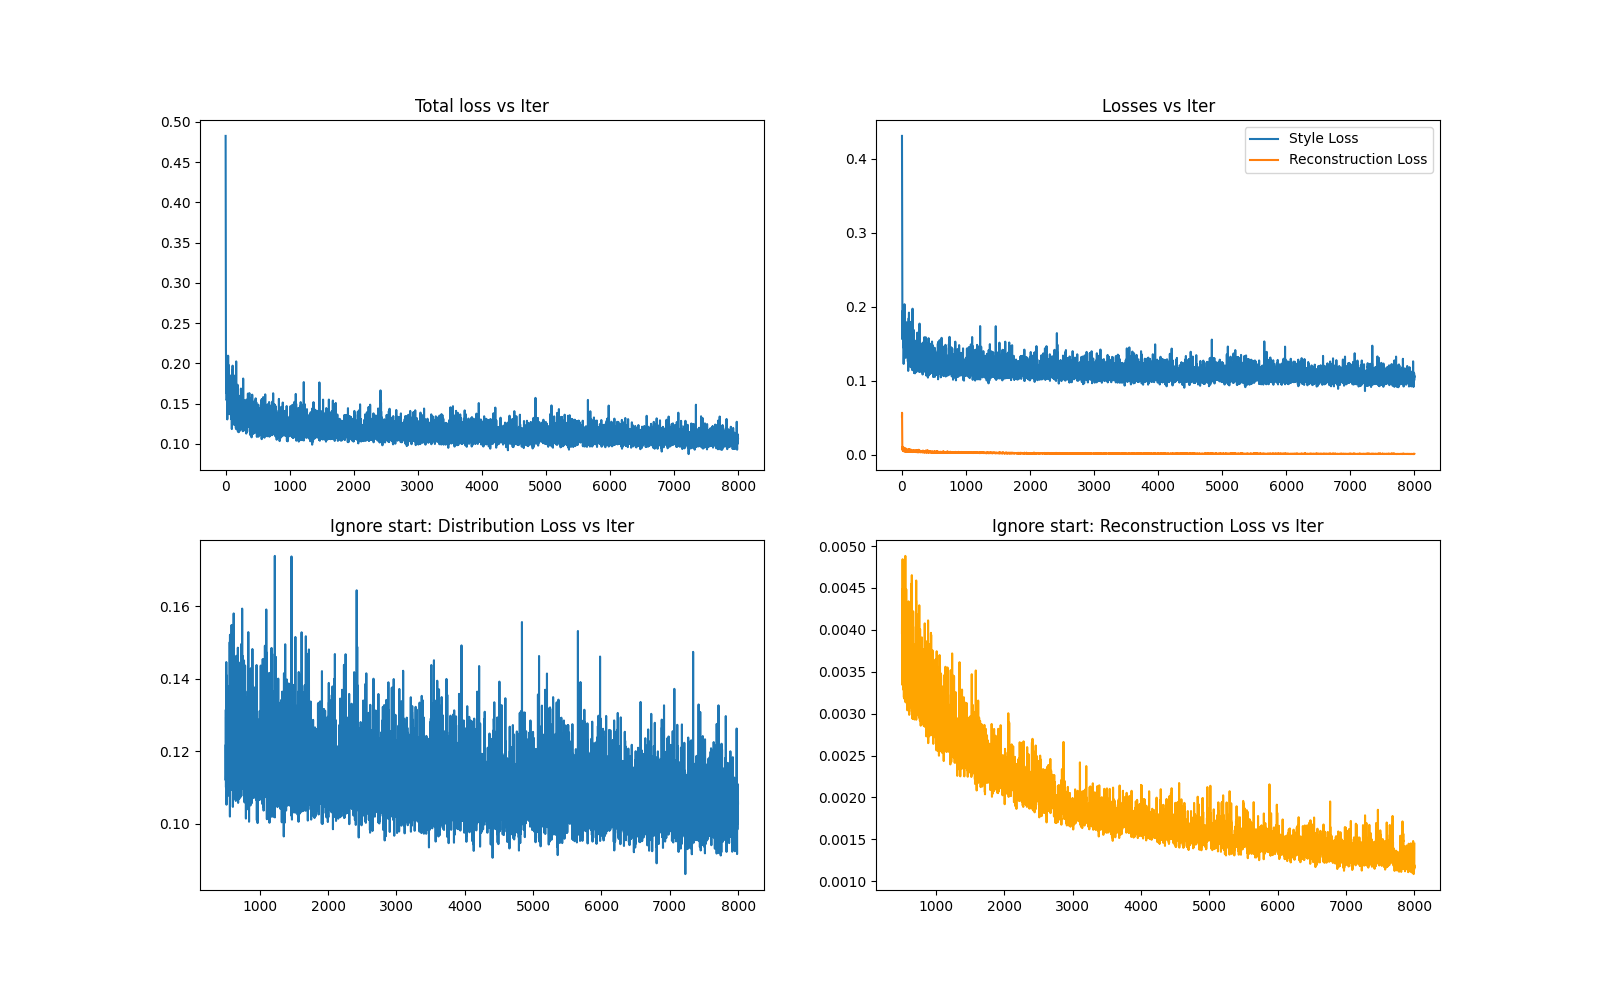 Total loss vs Iter
0.50
0.45
0.40
0.35
0.30
0.25
0.20
0.15
0.10
0 1000 2000 3000 4000 5000 6000 7000 8000
Losses vs Iter
Style Loss
Reconstruction Loss
0.4
0.3
0.2
0.1
0.0
0 1000 2000 3000 4000 5000 6000 7000 8000
Ignore start: Distribution Loss vs Iter
0.16
0.14
0.12
0.10
1000 2000 3000 4000 5000 6000 7000 8000
Ignore start: Reconstruction Loss vs Iter
0.0050
0.0045
0.0040
0.0035
0.0030
0.0025
0.0020
0.0015
0.0010
1000 2000 3000 4000 5000 6000 7000 8000